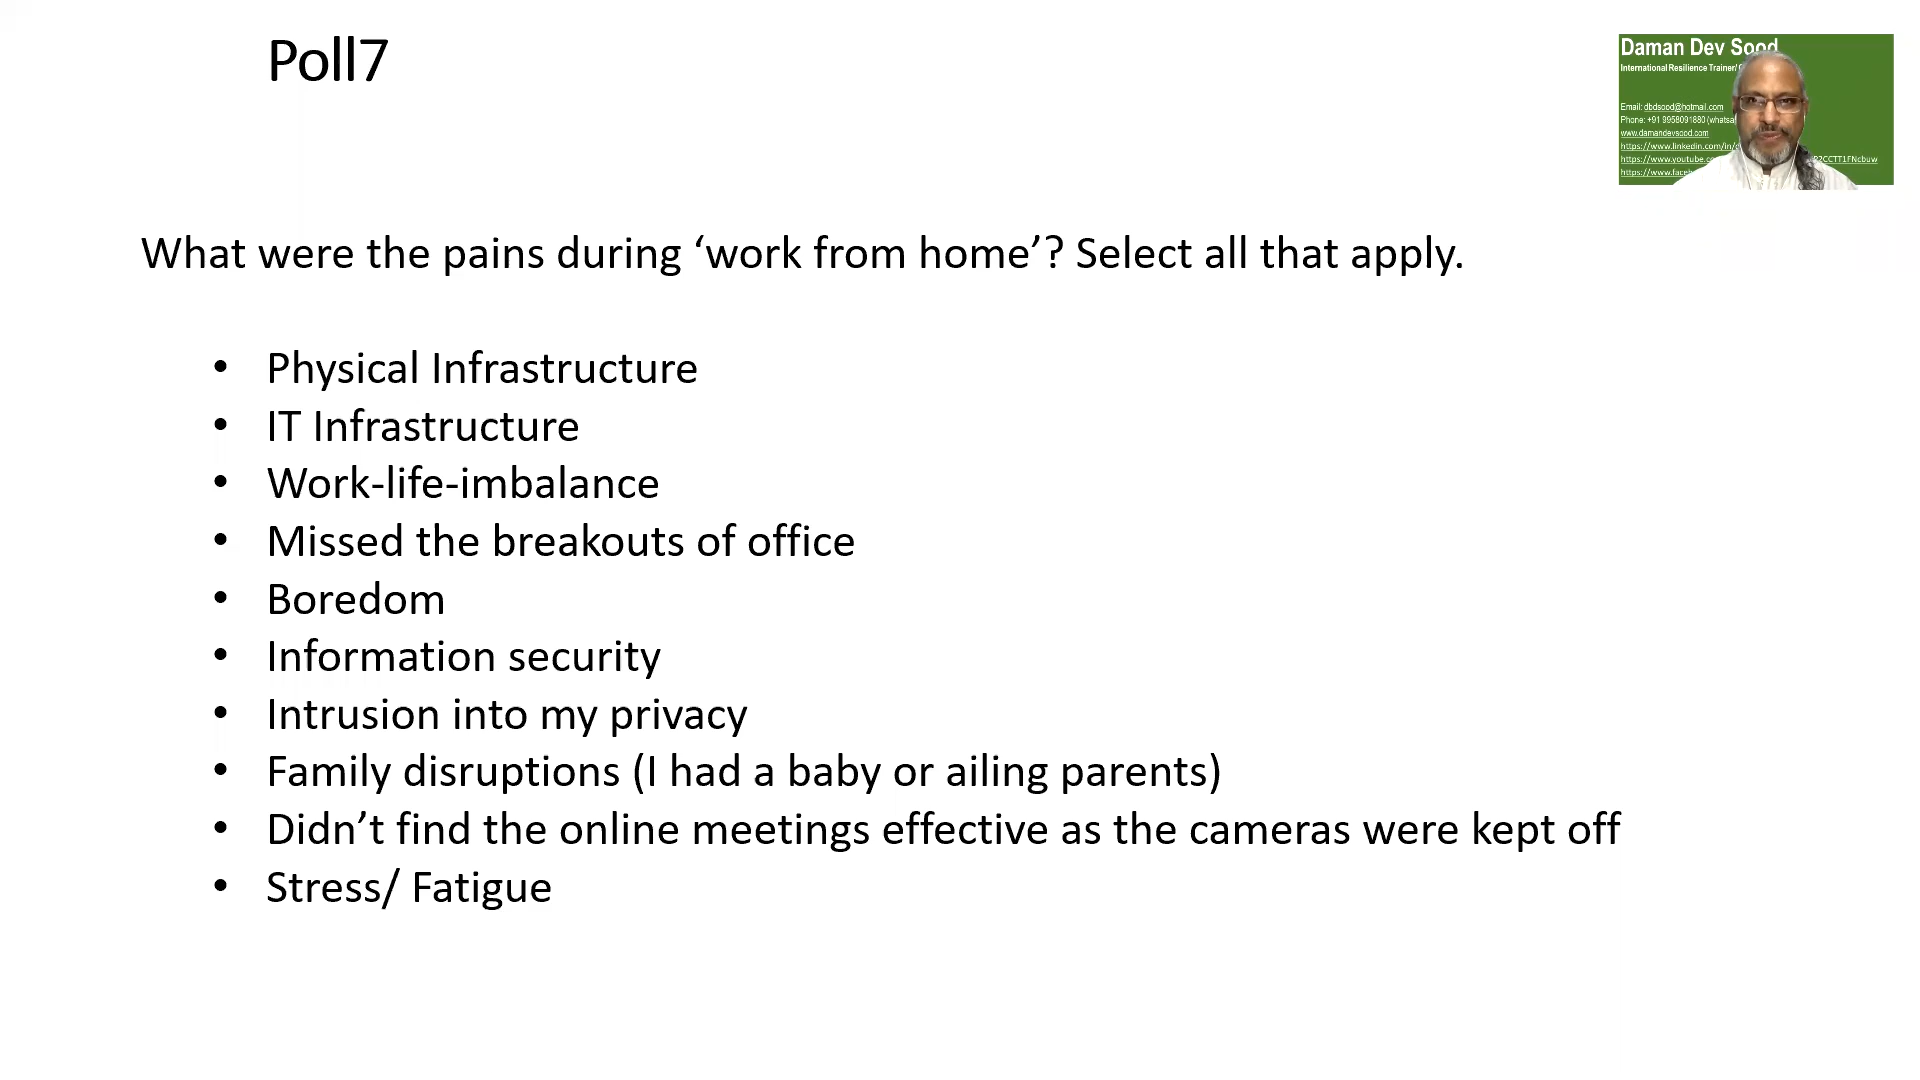 Poll7
Daman Dev Sood
International Resilience Trainer/
Email: dbdsood@hotmail.com
Phone: +91 9958091880 (whatsa
www.damandevsood.com
https://www.linkedin.com/in/
https://www.youtube.co
https://www.face
What were the pains during ‘work from home’? Select all that apply.
• Physical Infrastructure
• IT Infrastructure
• Work-life-imbalance
• Missed the breakouts of office
• Boredom
• Information security
• Intrusion into my privacy
• Family disruptions (I had a baby or ailing parents)
• Didn’t find the online meetings effective as the cameras were kept off
• Stress/ Fatigue